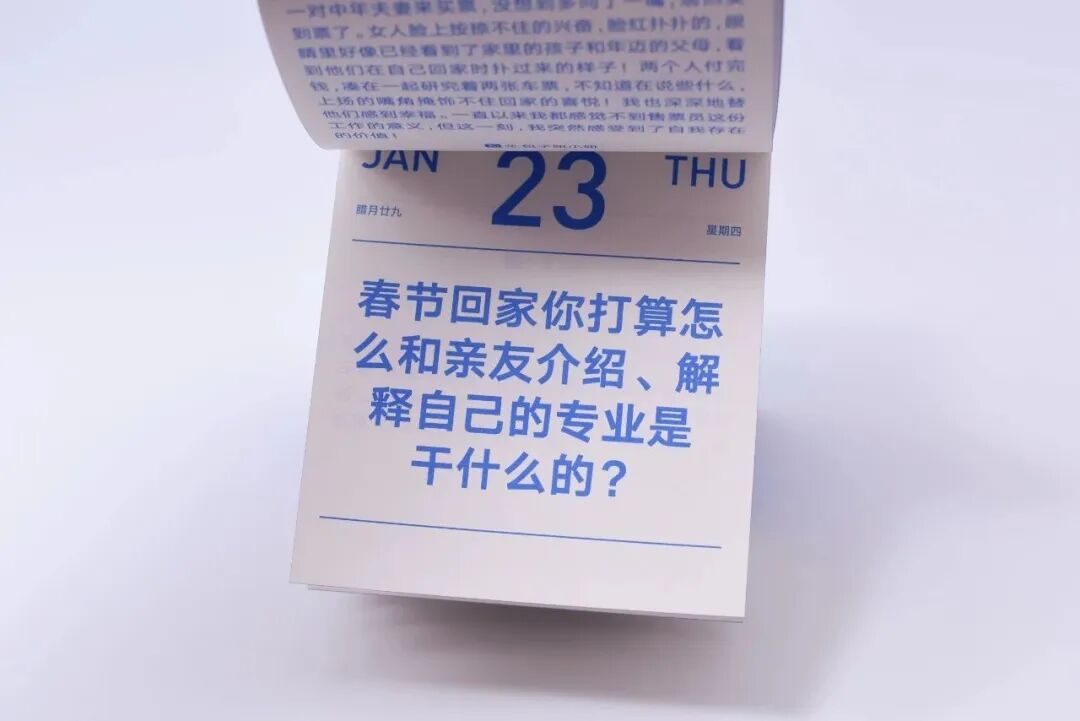 一对中年夫妻来买票，没想到多问了一嘴，
到票了。女人脸上按捺不住的兴奋，脸红扑扑的，眼
睛里好像已经看到了家里的孩子和年迈的父母，看
到他们在自己回家时扑过来的样子！两个人付完
钱，凑在一起研究着两张车票，不知道在说些什么，
上扬的嘴角掩饰不住回家的喜悦！我也深深地替
他们感到幸福。一直以来我都感觉不到售票员这份
工作的意义，但这一刻，我突然感受到了自我存在
的价值！
JAN 23 THU
腊月廿九 星期四
春节回家你打算怎
么和亲友介绍、解
释自己的专业是
干什么的？